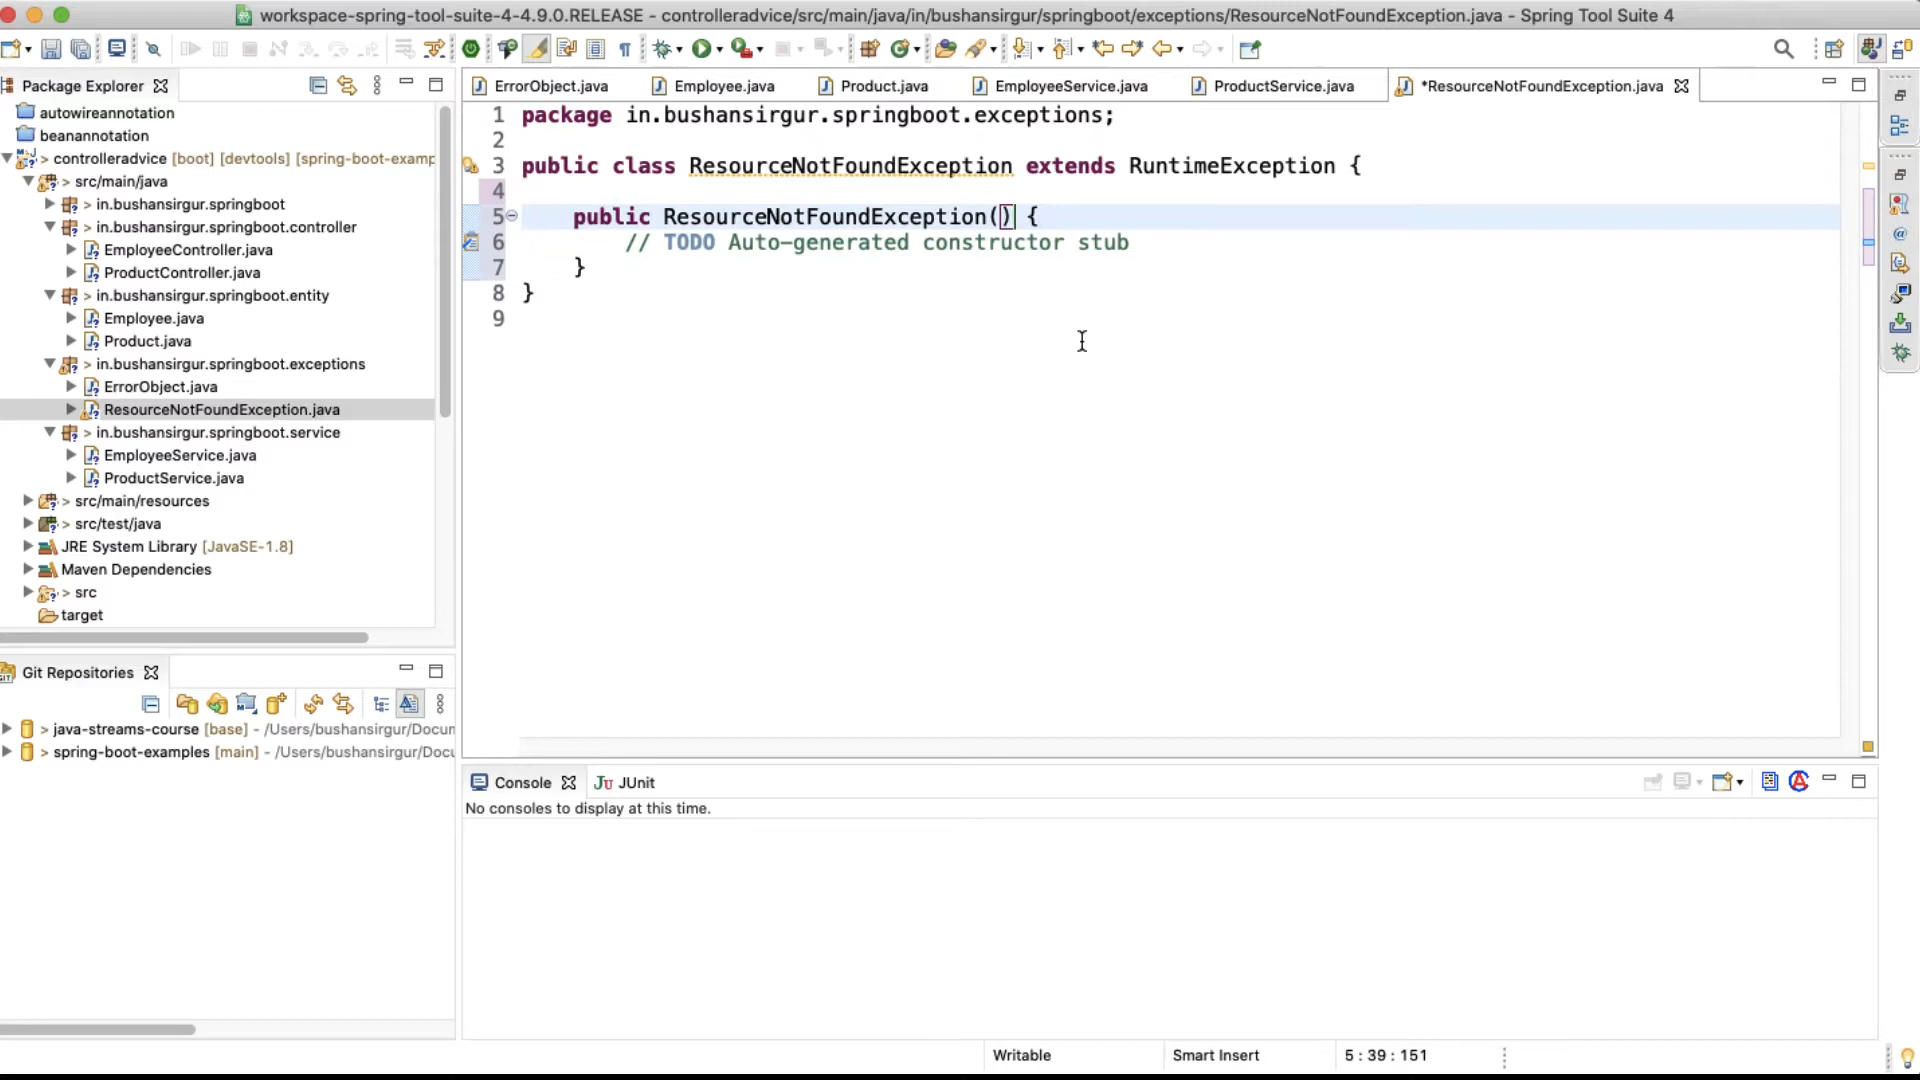 workspace-spring-tool-suite-4-4.9.0.RELEASE - controlleradvice/src/main/java/in/bushansirgur/springboot/exceptions/ResourceNotFoundException.java - Spring Tool Suite 4
Package Explorer
autowireannotation
beanannotation
> controlleradvice [boot] [devtools] [spring-boot-examp
> src/main/java
> in.bushansirgur.springboot
> in.bushansirgur.springboot.controller
EmployeeController.java
ProductController.java
> in.bushansirgur.springboot.entity
Employee.java
Product.java
> in.bushansirgur.springboot.exceptions
ErrorObject.java
ResourceNotFoundException.java
> in.bushansirgur.springboot.service
EmployeeService.java
ProductService.java
> src/main/resources
> src/test/java
JRE System Library [JavaSE-1.8]
Maven Dependencies
> src
target
Git Repositories
> java-streams-course [base] - /Users/bushansirgur/Docur
> spring-boot-examples [main] - /Users/bushansirgur/Docu
ErrorObject.java Employee.java Product.java EmployeeService.java ProductService.java *ResourceNotFoundException.java
1 package in.bushansirgur.springboot.exceptions;
2
3 public class ResourceNotFoundException extends RuntimeException {
4
5 public ResourceNotFoundException() {
6 // TODO Auto-generated constructor stub
7 }
8 }
9
Console Ju JUnit
No consoles to display at this time.
Writable Smart Insert 5 : 39 : 151